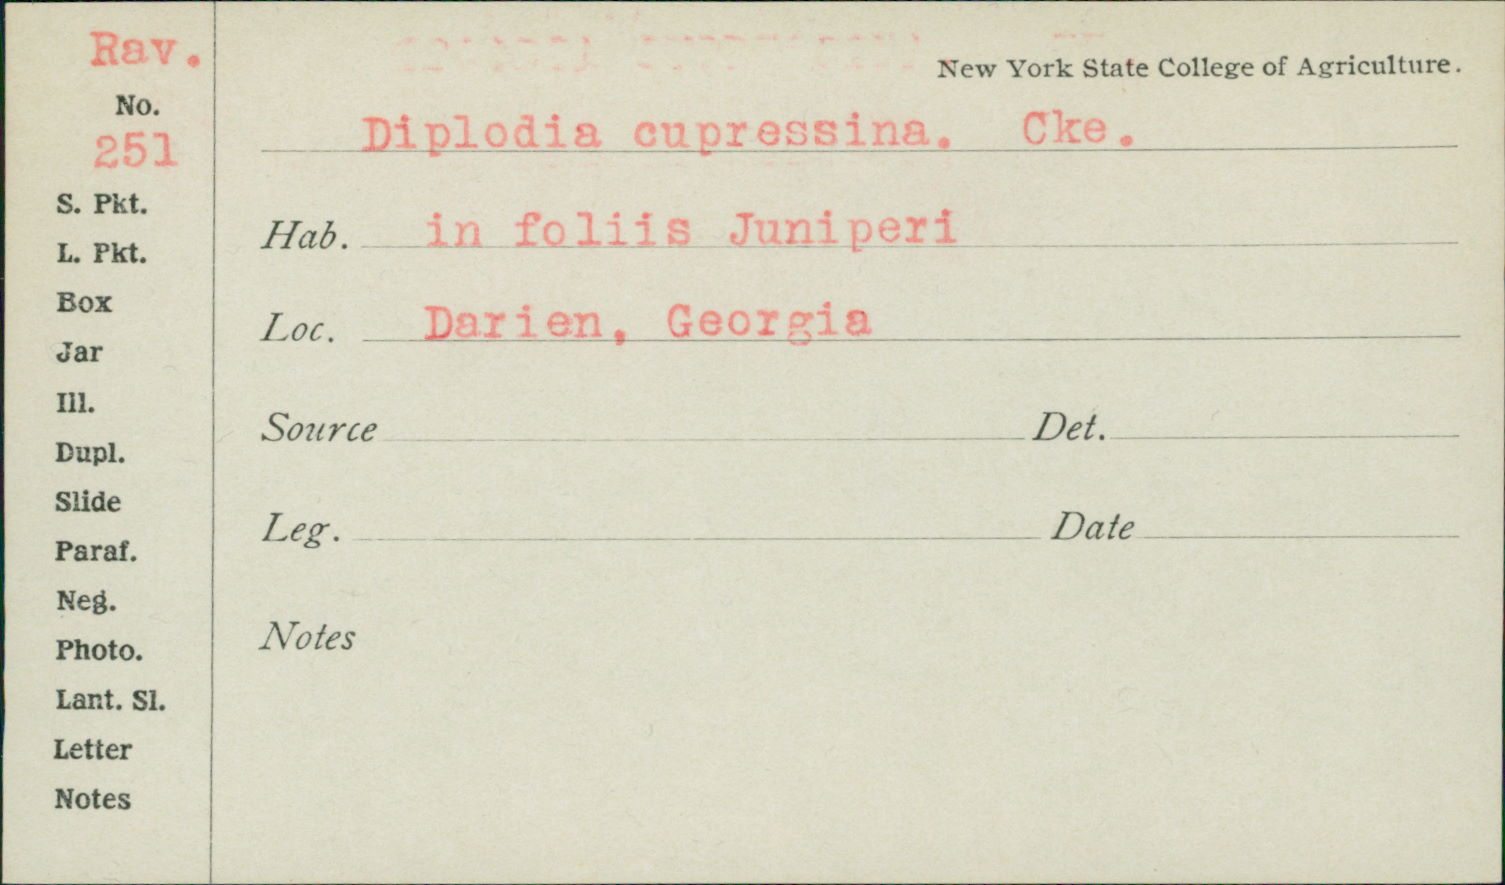 Rav.
No.
251
S. Pkt.
L. Pkt.
Box
Jar
Ill.
Dupl.
Slide
Paraf.
Neg.
Photo.
Lant. Sl.
Letter
Notes
New York State College of Agriculture.
Diplodia cupressina. Cke.
Hab. in foliis Juniperi
Loc. Darien, Georgia
Source Det.
Leg. Date
Notes